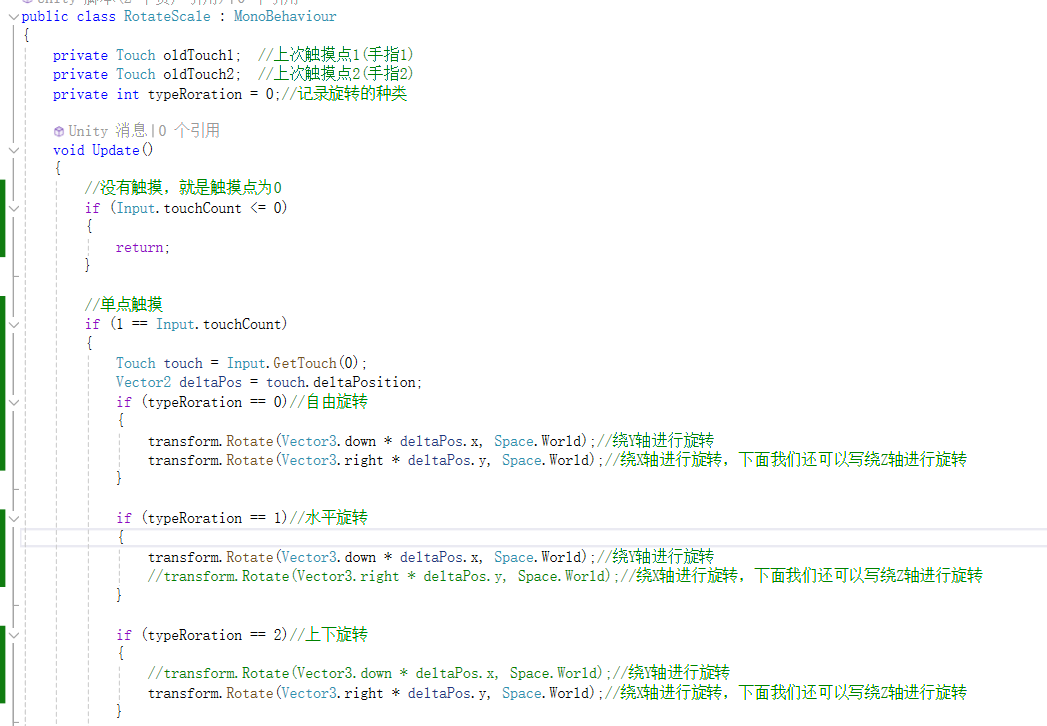 public class RotateScale : MonoBehaviour
{
private Touch oldTouch1;  //上次触摸点1(手指1)
private Touch oldTouch2;  //上次触摸点2(手指2)
private int typeRoration = 0;//记录旋转的种类
Unity 消息|0 个引用
void Update()
{
//没有触摸，就是触摸点为0
if (Input.touchCount <= 0)
{
return;
}
//单点触摸
if (1 == Input.touchCount)
{
Touch touch = Input.GetTouch(0);
Vector2 deltaPos = touch.deltaPosition;
if (typeRoration == 0)//自由旋转
{
transform.Rotate(Vector3.down * deltaPos.x, Space.World);//绕Y轴进行旋转
transform.Rotate(Vector3.right * deltaPos.y, Space.World);//绕X轴进行旋转，下面我们还可以写绕Z轴进行旋转
}
if (typeRoration == 1)//水平旋转
{
transform.Rotate(Vector3.down * deltaPos.x, Space.World);//绕Y轴进行旋转
//transform.Rotate(Vector3.right * deltaPos.y, Space.World);//绕X轴进行旋转，下面我们还可以写绕Z轴进行旋转
}
if (typeRoration == 2)//上下旋转
{
//transform.Rotate(Vector3.down * deltaPos.x, Space.World);//绕Y轴进行旋转
transform.Rotate(Vector3.right * deltaPos.y, Space.World);//绕X轴进行旋转，下面我们还可以写绕Z轴进行旋转
}